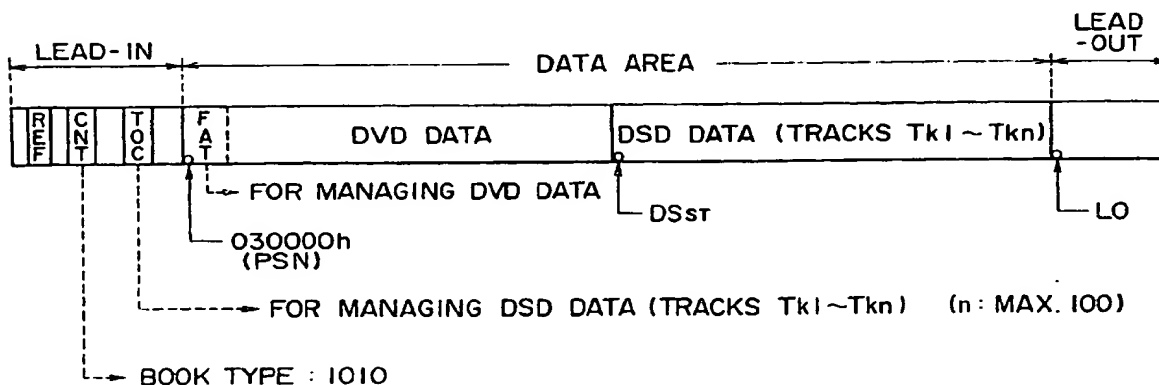 LEAD-IN
DATA AREA
LEAD
-OUT
REF
CNT
TOC
FAT
DVD DATA
DSD DATA (TRACKS Tk1~Tkn)
FOR MANAGING DVD DATA
DSST
LO
030000h
(PSN)
FOR MANAGING DSD DATA (TRACKS Tk1~Tkn) (n: MAX. 100)
BOOK TYPE : 1010